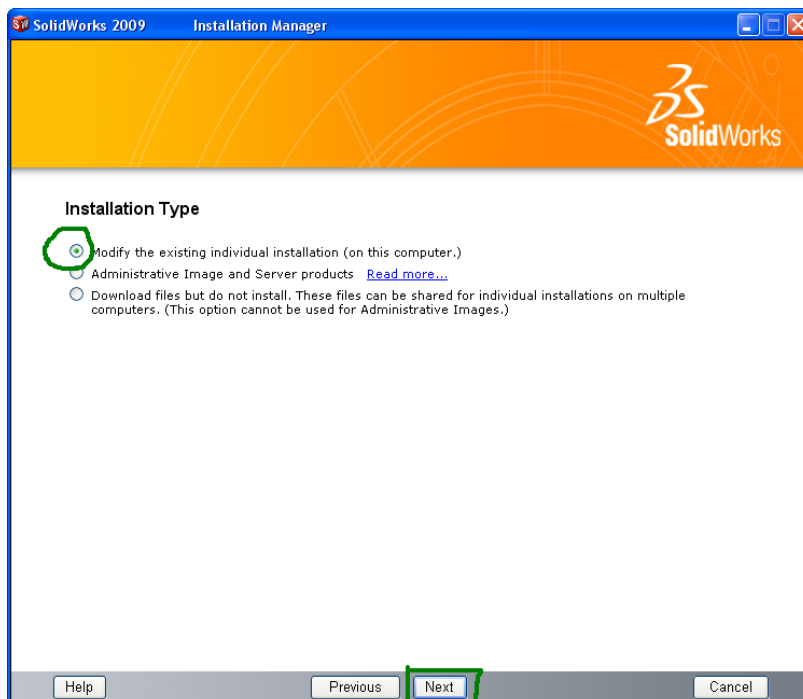 SolidWorks 2009 Installation Manager
SolidWorks
Installation Type
Modify the existing individual installation (on this computer.)
Administrative Image and Server products Read more...
Download files but do not install. These files can be shared for individual installations on multiple
computers. (This option cannot be used for Administrative Images.)
Help Previous Next Cancel